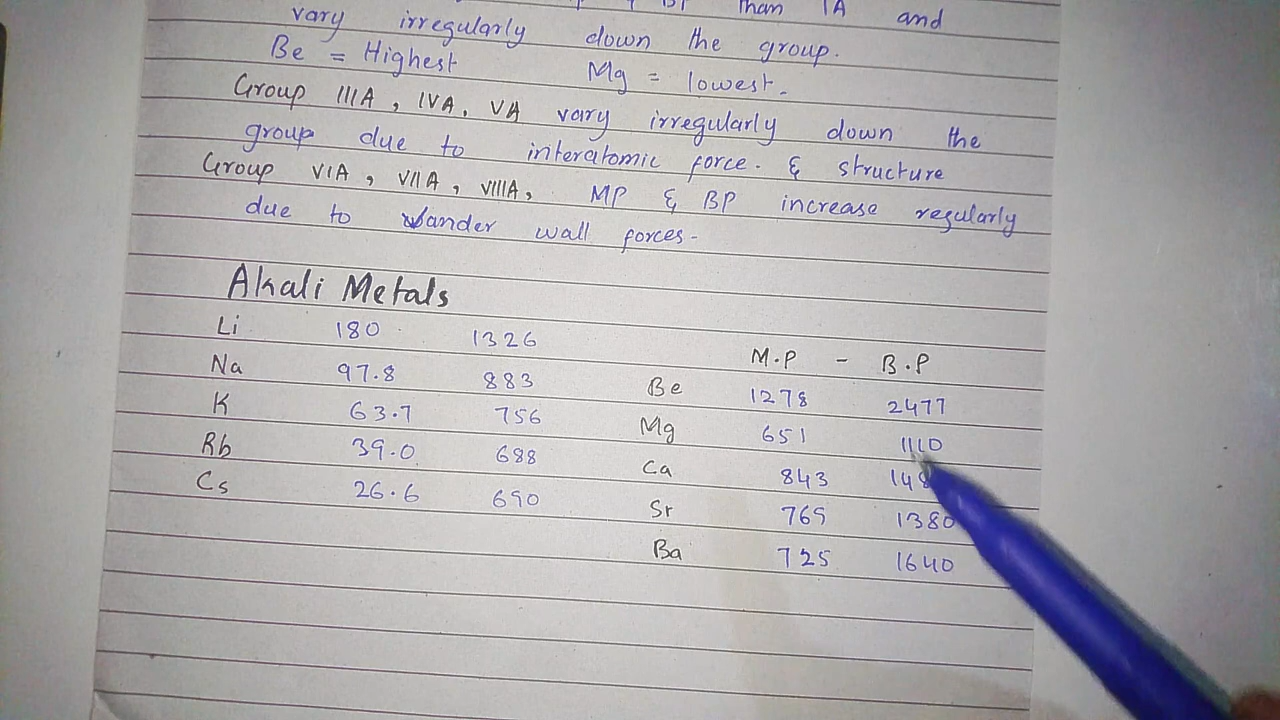 than IA and
vary irregularly down the group.
Be = Highest Mg = lowest.
Group IIIA, IVA, VA vary irregularly down the
group due to interatomic force. & structure
Group VIA, VIIA, VIIIA, MP & BP increase regularly
due to Vander wall forces-
Akali Metals
Li 180 1326
Na 97.8 883
K 63.7 756
Rb 39.0 688
Cs 26.6 690
M.P - B.P
Be 1278 2477
Mg 651 1110
Ca 843
Sr 769 1380
Ba 725 1640